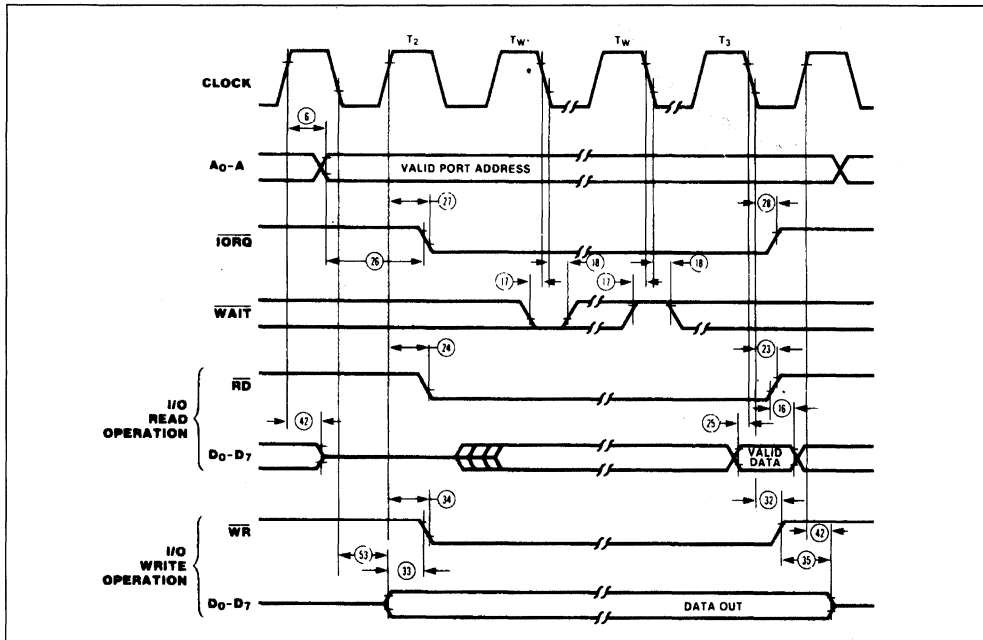 T2 TW* TW T3
CLOCK
6
A0-A VALID PORT ADDRESS
27 28
IORQ
26 18 18
17 17
WAIT
24 23
RD
I/O
READ
OPERATION
42 16
25
D0-D7 VALID
DATA
34 32
WR
42
I/O
WRITE
OPERATION
53 33 35
D0-D7 DATA OUT